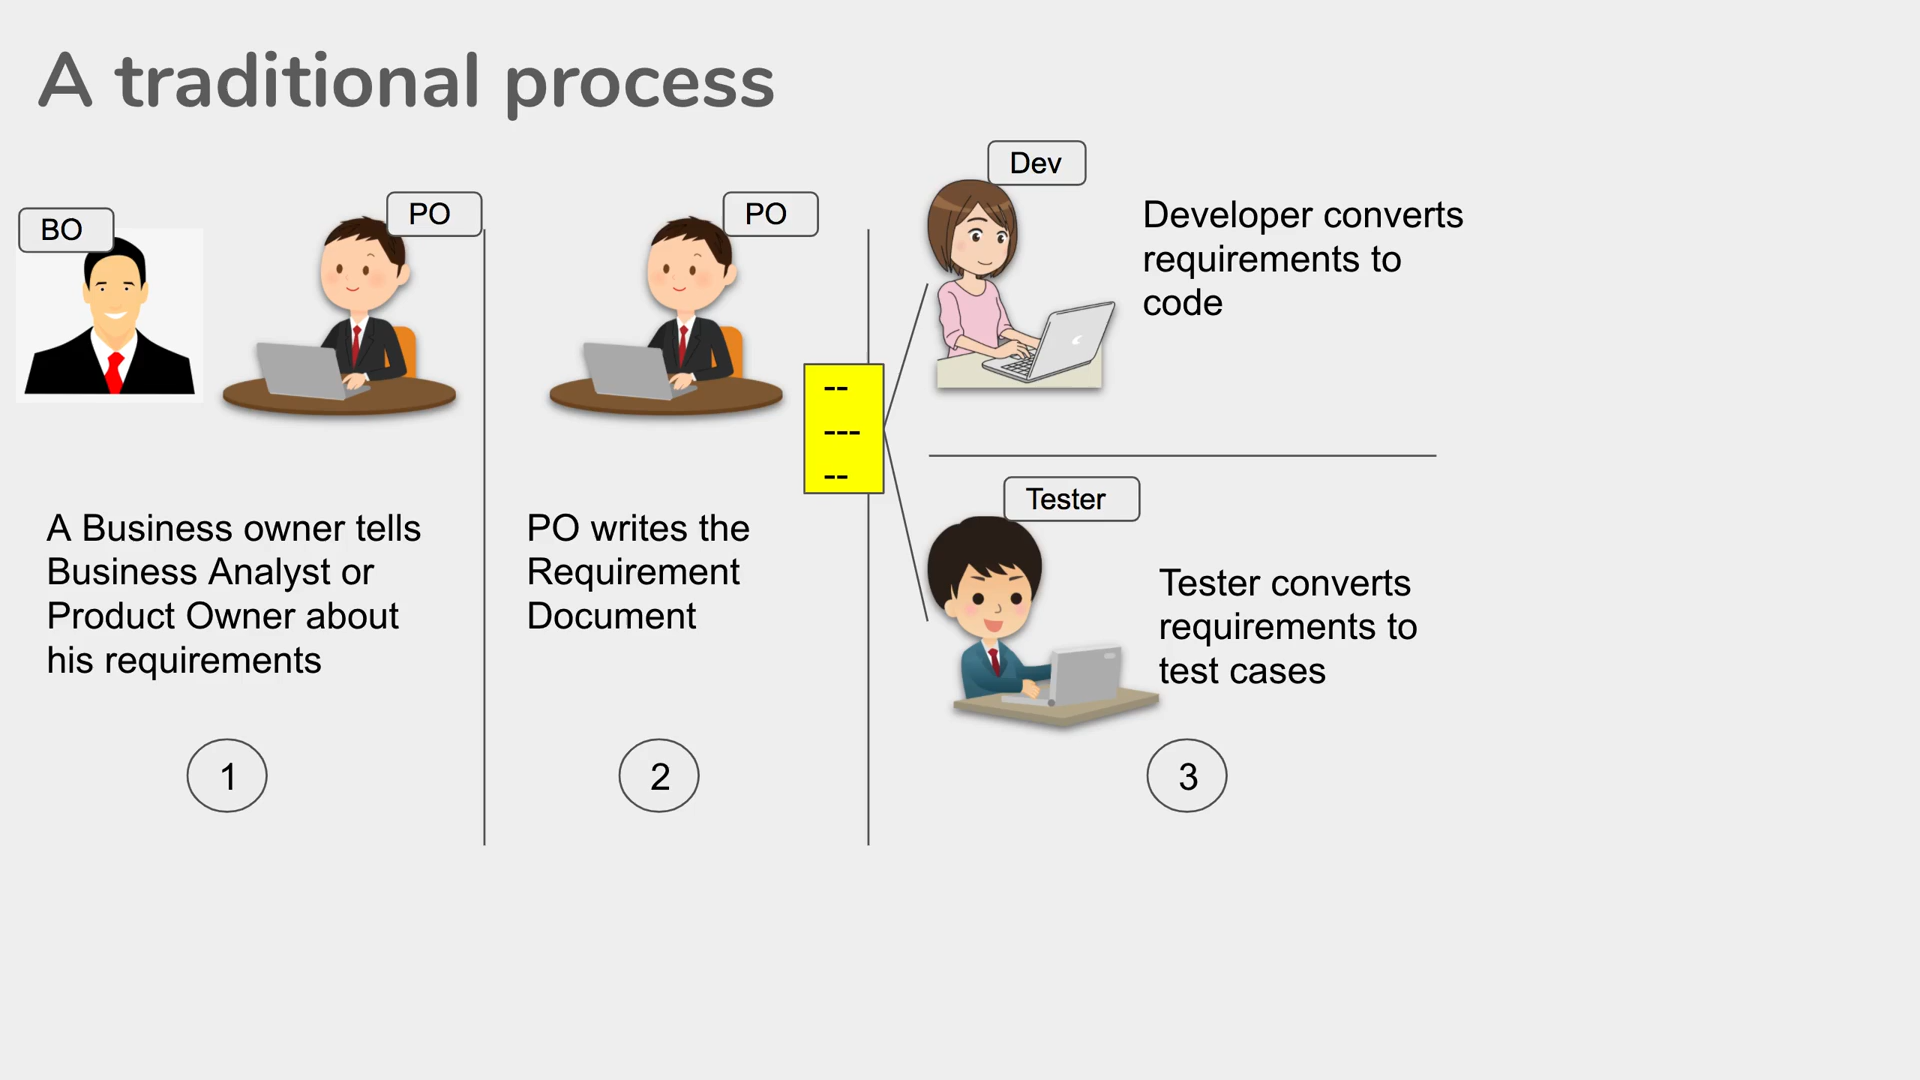 A traditional process
BO
PO
A Business owner tells
Business Analyst or
Product Owner about
his requirements
1
PO
PO writes the
Requirement
Document
2
--
---
--
Dev
Developer converts
requirements to
code
Tester
Tester converts
requirements to
test cases
3